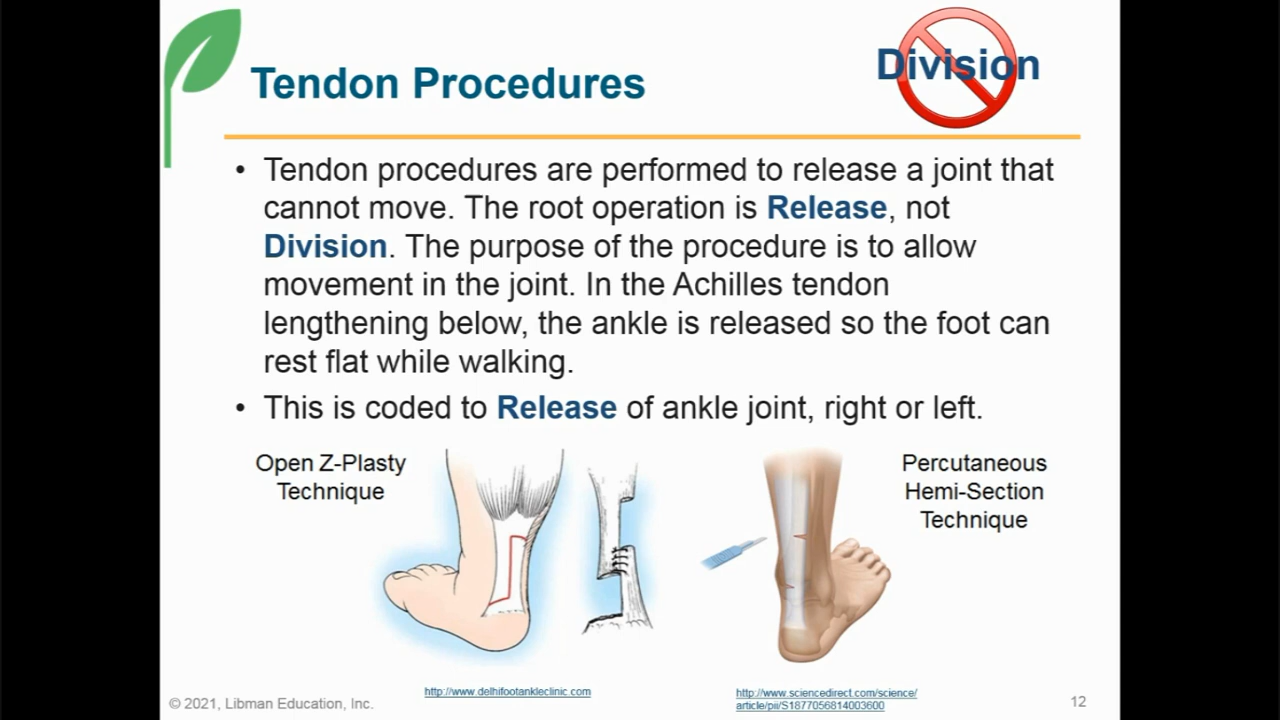 Tendon Procedures
Division
• Tendon procedures are performed to release a joint that
cannot move. The root operation is Release, not
Division. The purpose of the procedure is to allow
movement in the joint. In the Achilles tendon
lengthening below, the ankle is released so the foot can
rest flat while walking.
• This is coded to Release of ankle joint, right or left.
Open Z-Plasty
Technique
Percutaneous
Hemi-Section
Technique
http://www.delhifootankleclinic.com
http://www.sciencedirect.com/science/
article/pii/S1877056814003600
© 2021, Libman Education, Inc.
12